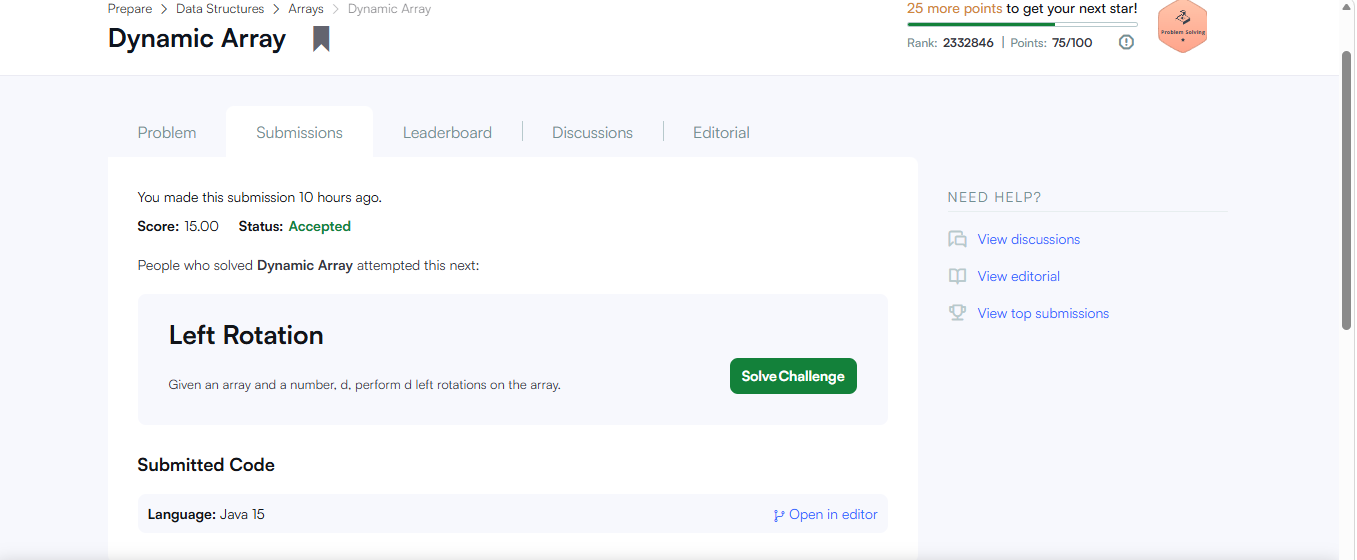 Prepare > Data Structures > Arrays > Dynamic Array
Dynamic Array
25 more points to get your next star!
Rank: 2332846 | Points: 75/100
Problem Solving
Problem
Submissions
Leaderboard
Discussions
Editorial
You made this submission 10 hours ago.
Score: 15.00 Status: Accepted
People who solved Dynamic Array attempted this next:
Left Rotation
Given an array and a number, d, perform d left rotations on the array.
Solve Challenge
Submitted Code
Language: Java 15
Open in editor
NEED HELP?
View discussions
View editorial
View top submissions